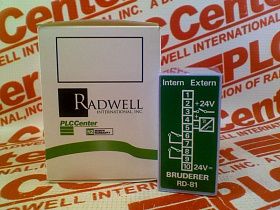 RADWELL
INTERNATIONAL, INC.
PLCCenter
Intern Extern
1
2 +24V
3
4
5
6
7
8
9
10 24V-
BRUDERER
RD-81